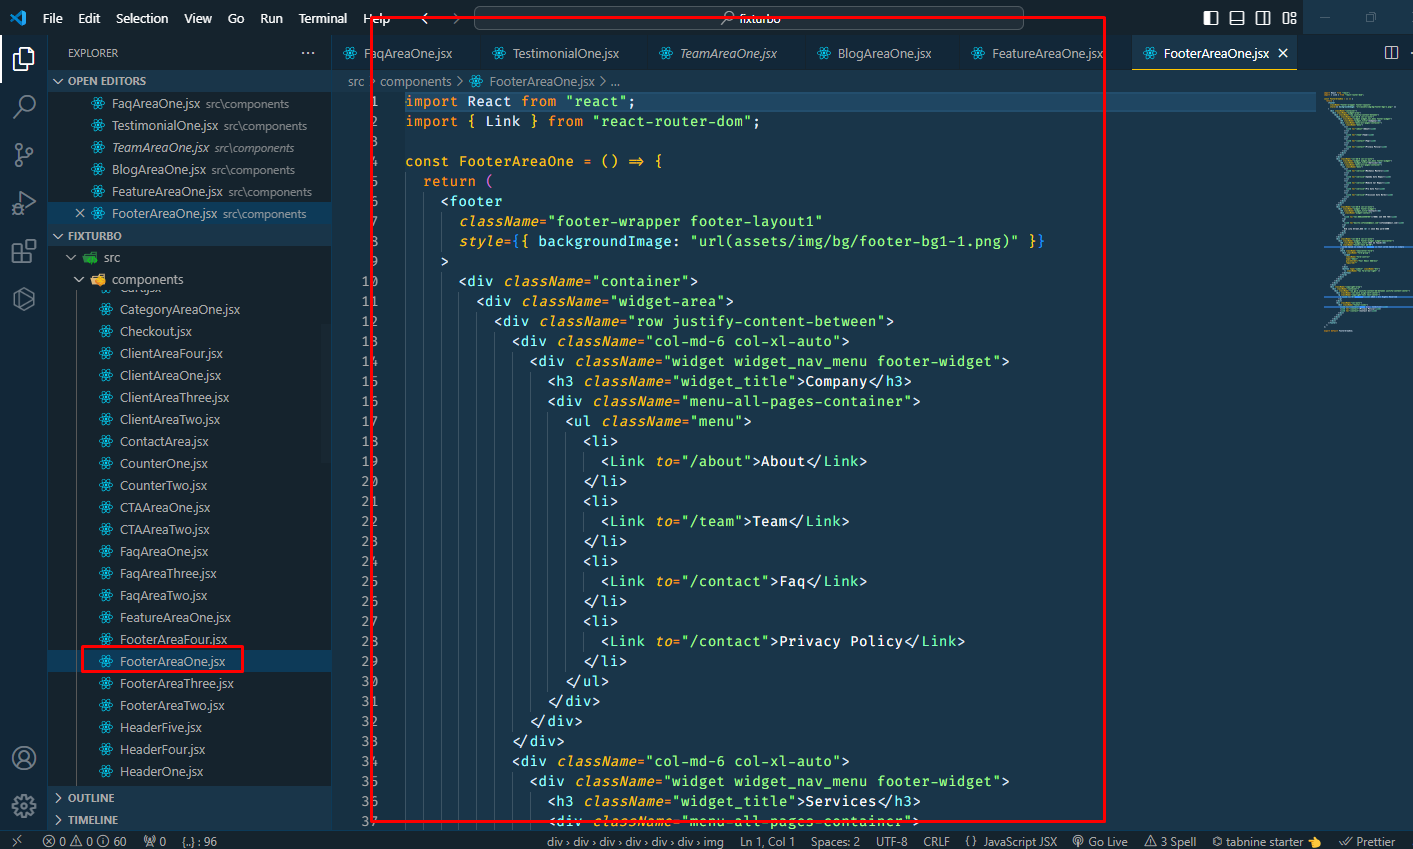 File Edit Selection View Go Run Terminal Help fixturbo
EXPLORER
OPEN EDITORS
FaqAreaOne.jsx src\components
TestimonialOne.jsx src\components
TeamAreaOne.jsx src\components
BlogAreaOne.jsx src\components
FeatureAreaOne.jsx src\components
FooterAreaOne.jsx src\components
FIXTURBO
src
components
CategoryAreaOne.jsx
Checkout.jsx
ClientAreaFour.jsx
ClientAreaOne.jsx
ClientAreaThree.jsx
ClientAreaTwo.jsx
ContactArea.jsx
CounterOne.jsx
CounterTwo.jsx
CTAAreaOne.jsx
CTAAreaTwo.jsx
FaqAreaOne.jsx
FaqAreaThree.jsx
FaqAreaTwo.jsx
FeatureAreaOne.jsx
FooterAreaFour.jsx
FooterAreaOne.jsx
FooterAreaThree.jsx
FooterAreaTwo.jsx
HeaderFive.jsx
HeaderFour.jsx
HeaderOne.jsx
OUTLINE
TIMELINE
FaqAreaOne.jsx TestimonialOne.jsx TeamAreaOne.jsx BlogAreaOne.jsx FeatureAreaOne.jsx FooterAreaOne.jsx
src > components > FooterAreaOne.jsx > ...
1 import React from "react";
2 import { Link } from "react-router-dom";
3
4 const FooterAreaOne = () => {
5 return (
6 <footer
7 className="footer-wrapper footer-layout1"
8 style={{ backgroundImage: "url(assets/img/bg/footer-bg1-1.png)" }}
9 >
10 <div className="container">
11 <div className="widget-area">
12 <div className="row justify-content-between">
13 <div className="col-md-6 col-xl-auto">
14 <div className="widget widget_nav_menu footer-widget">
15 <h3 className="widget_title">Company</h3>
16 <div className="menu-all-pages-container">
17 <ul className="menu">
18 <li>
19 <Link to="/about">About</Link>
20 </li>
21 <li>
22 <Link to="/team">Team</Link>
23 </li>
24 <li>
25 <Link to="/contact">Faq</Link>
26 </li>
27 <li>
28 <Link to="/contact">Privacy Policy</Link>
29 </li>
30 </ul>
31 </div>
32 </div>
33 </div>
34 <div className="col-md-6 col-xl-auto">
35 <div className="widget widget_nav_menu footer-widget">
36 <h3 className="widget_title">Services</h3>
37 <div className="menu-all-pages-container">
0 0 60 0 {..} : 96 div > div > div > div > div > div > img Ln 1, Col 1 Spaces: 2 UTF-8 CRLF {} JavaScript JSX Go Live 3 Spell tabnine starter Prettier